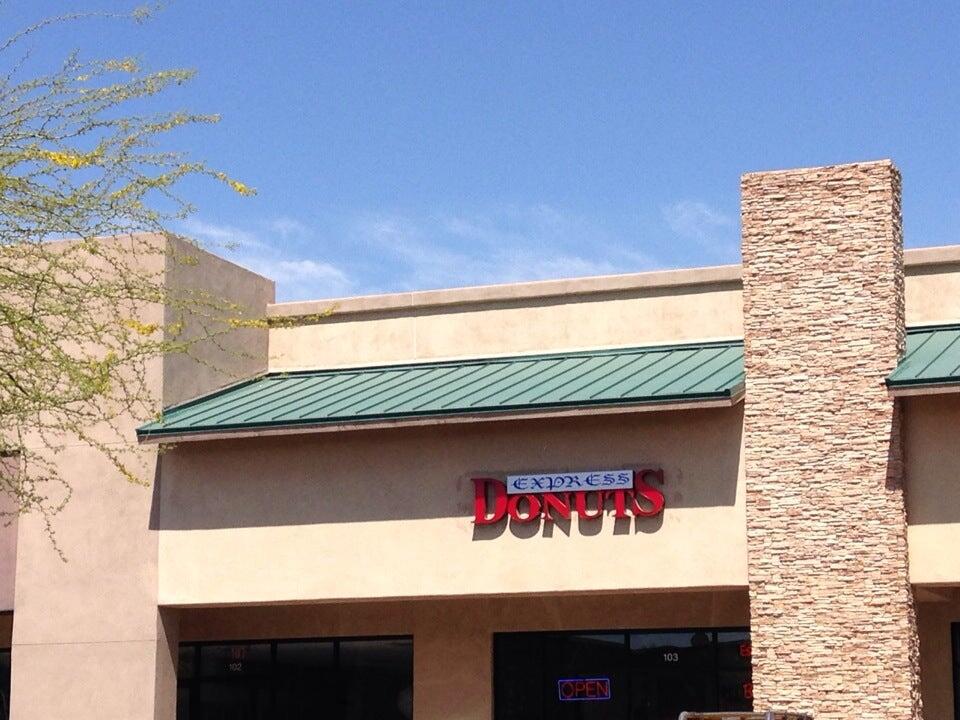 EXPRESS
DONUTS
102
103
OPEN